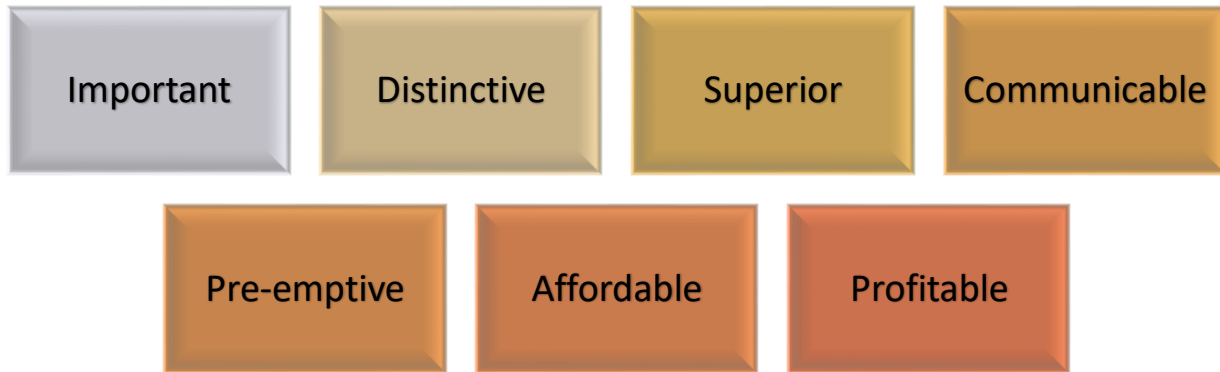 Important
Distinctive
Superior
Communicable
Pre-emptive
Affordable
Profitable